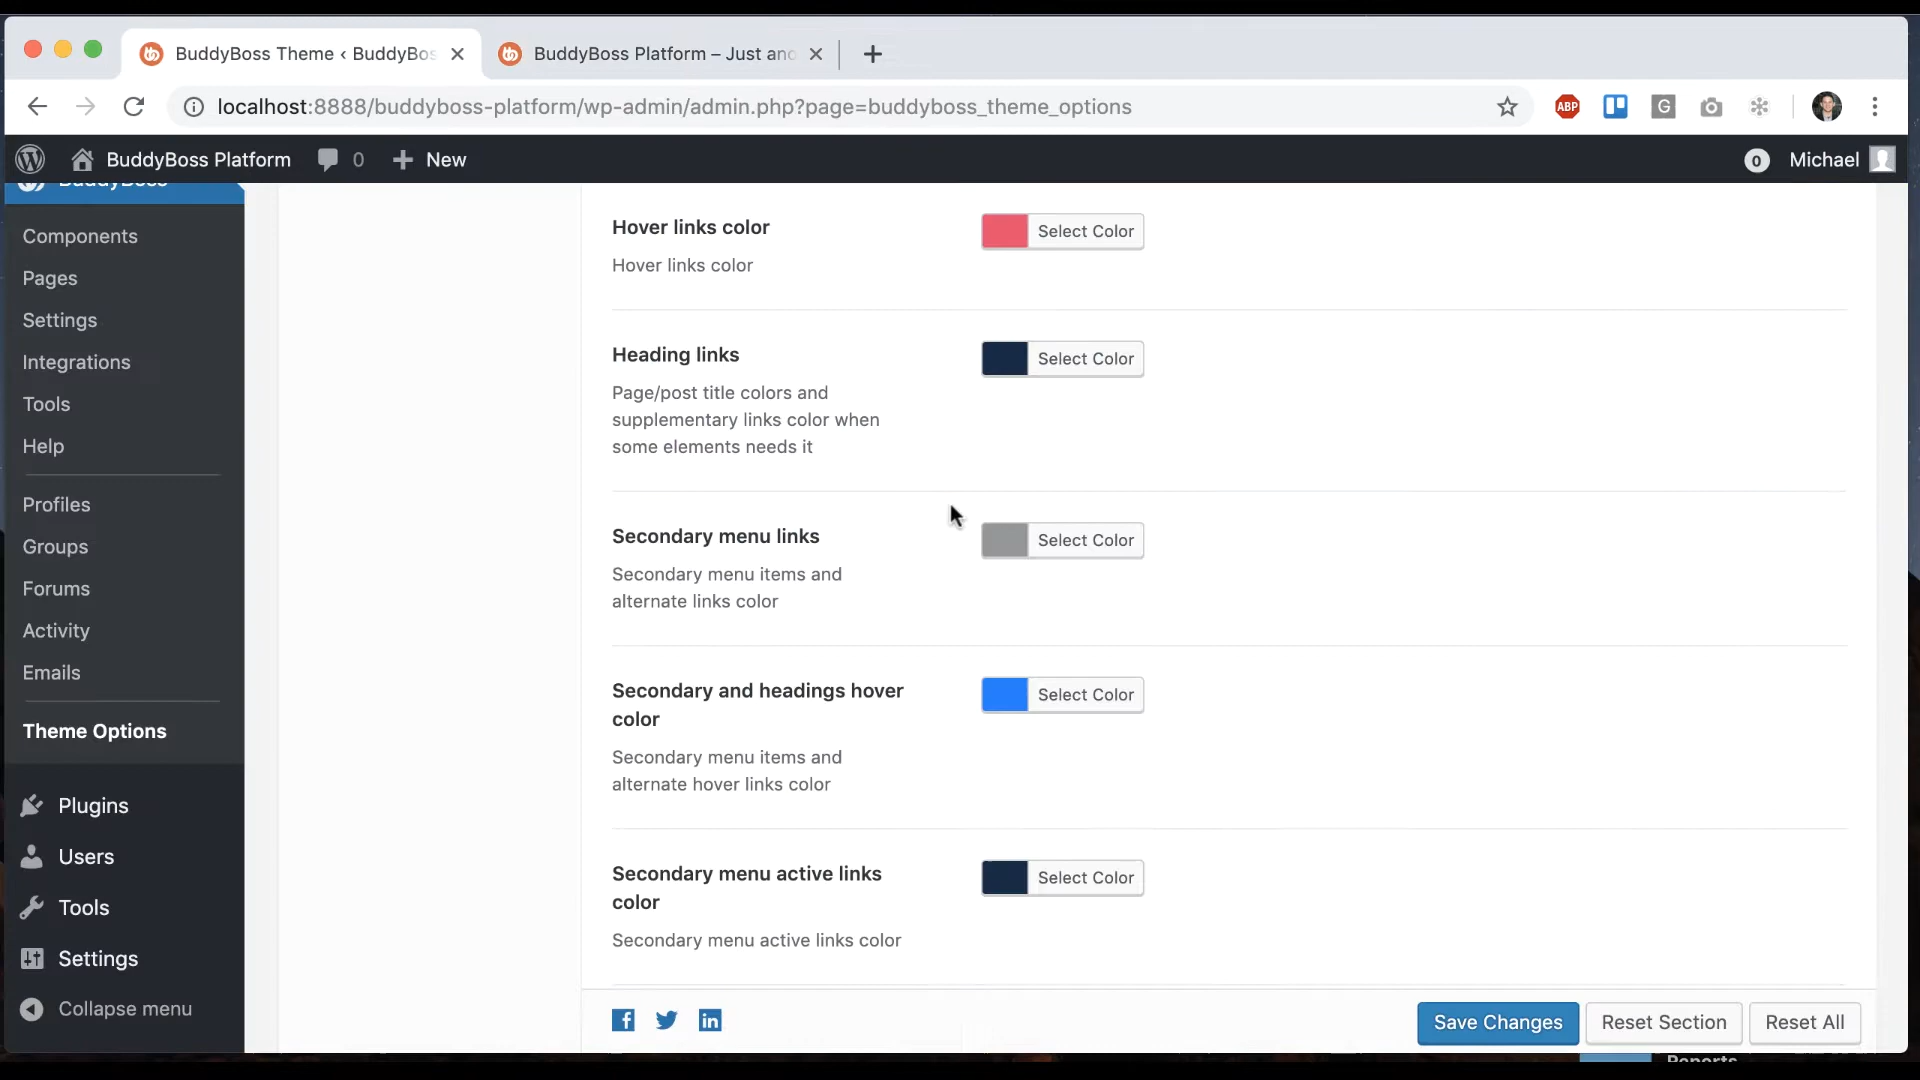 BuddyBoss Theme ‹ BuddyBos
BuddyBoss Platform – Just ano
localhost:8888/buddyboss-platform/wp-admin/admin.php?page=buddyboss_theme_options
ABP
G
BuddyBoss Platform
0
New
0
Michael
BuddyBoss
Components
Pages
Settings
Integrations
Tools
Help
Profiles
Groups
Forums
Activity
Emails
Theme Options
Plugins
Users
Tools
Settings
Collapse menu
Hover links color
Select Color
Hover links color
Heading links
Select Color
Page/post title colors and
supplementary links color when
some elements needs it
Secondary menu links
Select Color
Secondary menu items and
alternate links color
Secondary and headings hover
color
Select Color
Secondary menu items and
alternate hover links color
Secondary menu active links
color
Select Color
Secondary menu active links color
Save Changes
Reset Section
Reset All
Reports